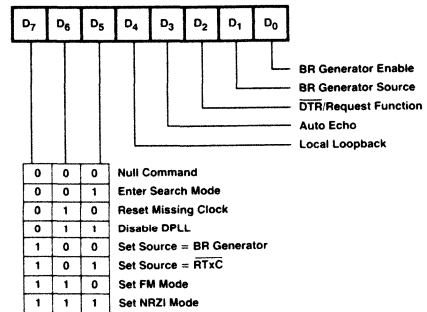 D7 D6 D5 D4 D3 D2 D1 D0
BR Generator Enable
BR Generator Source
DTR/Request Function
Auto Echo
Local Loopback
0 0 0 Null Command
0 0 1 Enter Search Mode
0 1 0 Reset Missing Clock
0 1 1 Disable DPLL
1 0 0 Set Source = BR Generator
1 0 1 Set Source = RTxC
1 1 0 Set FM Mode
1 1 1 Set NRZI Mode